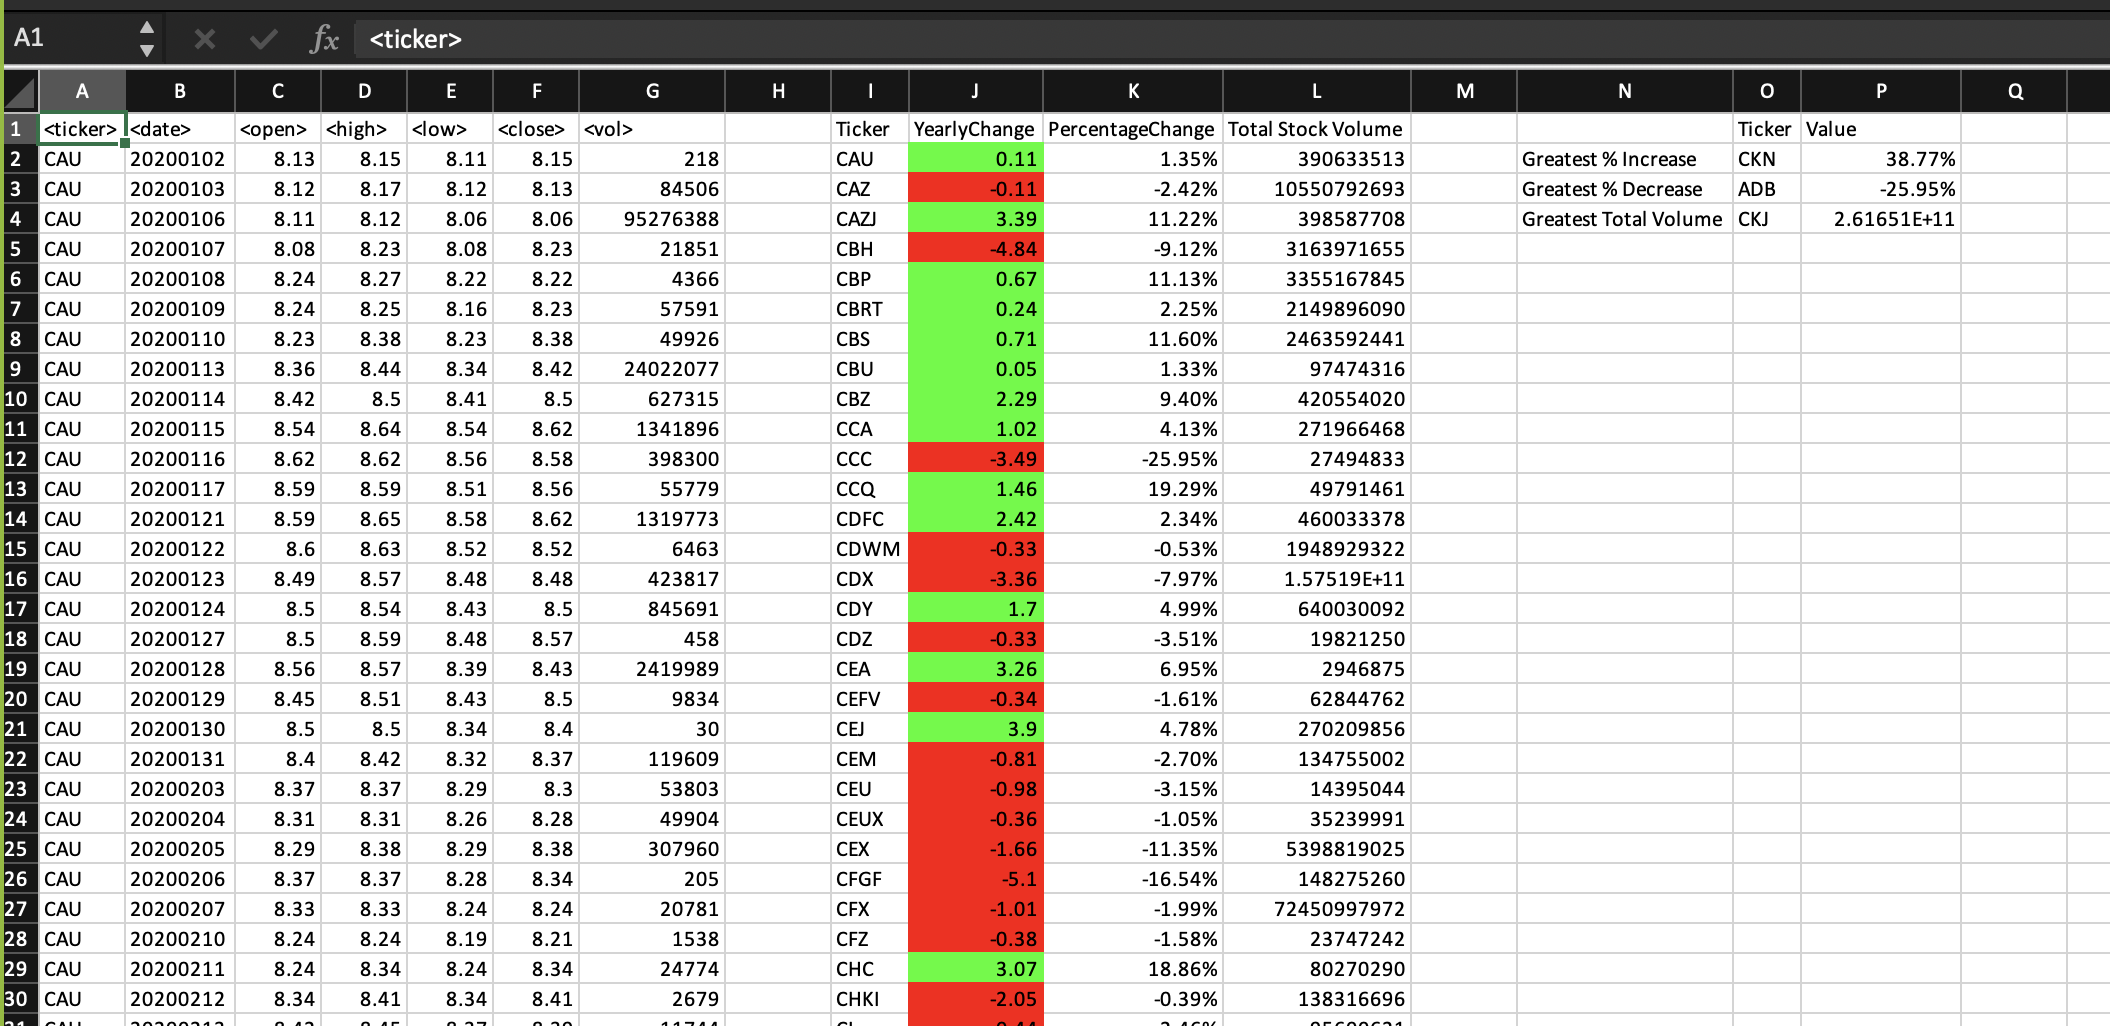 A1 fx <ticker>
A B C D E F G H I J K L M N O P Q
1 <ticker> <date> <open> <high> <low> <close> <vol> Ticker YearlyChange PercentageChange Total Stock Volume Ticker Value
2 CAU 20200102 8.13 8.15 8.11 8.15 218 CAU 0.11 1.35% 390633513 Greatest % Increase CKN 38.77%
3 CAU 20200103 8.12 8.17 8.12 8.13 84506 CAZ -0.11 -2.42% 10550792693 Greatest % Decrease ADB -25.95%
4 CAU 20200106 8.11 8.12 8.06 8.06 95276388 CAZJ 3.39 11.22% 398587708 Greatest Total Volume CKJ 2.61651E+11
5 CAU 20200107 8.08 8.23 8.08 8.23 21851 CBH -4.84 -9.12% 3163971655
6 CAU 20200108 8.24 8.27 8.22 8.22 4366 CBP 0.67 11.13% 3355167845
7 CAU 20200109 8.24 8.25 8.16 8.23 57591 CBRT 0.24 2.25% 2149896090
8 CAU 20200110 8.23 8.38 8.23 8.38 49926 CBS 0.71 11.60% 2463592441
9 CAU 20200113 8.36 8.44 8.34 8.42 24022077 CBU 0.05 1.33% 97474316
10 CAU 20200114 8.42 8.5 8.41 8.5 627315 CBZ 2.29 9.40% 420554020
11 CAU 20200115 8.54 8.64 8.54 8.62 1341896 CCA 1.02 4.13% 271966468
12 CAU 20200116 8.62 8.62 8.56 8.58 398300 CCC -3.49 -25.95% 27494833
13 CAU 20200117 8.59 8.59 8.51 8.56 55779 CCQ 1.46 19.29% 49791461
14 CAU 20200121 8.59 8.65 8.58 8.62 1319773 CDFC 2.42 2.34% 460033378
15 CAU 20200122 8.6 8.63 8.52 8.52 6463 CDWM -0.33 -0.53% 1948929322
16 CAU 20200123 8.49 8.57 8.48 8.48 423817 CDX -3.36 -7.97% 1.57519E+11
17 CAU 20200124 8.5 8.54 8.43 8.5 845691 CDY 1.7 4.99% 640030092
18 CAU 20200127 8.5 8.59 8.48 8.57 458 CDZ -0.33 -3.51% 19821250
19 CAU 20200128 8.56 8.57 8.39 8.43 2419989 CEA 3.26 6.95% 2946875
20 CAU 20200129 8.45 8.51 8.43 8.5 9834 CEFV -0.34 -1.61% 62844762
21 CAU 20200130 8.5 8.5 8.34 8.4 30 CEJ 3.9 4.78% 270209856
22 CAU 20200131 8.4 8.42 8.32 8.37 119609 CEM -0.81 -2.70% 134755002
23 CAU 20200203 8.37 8.37 8.29 8.3 53803 CEU -0.98 -3.15% 14395044
24 CAU 20200204 8.31 8.31 8.26 8.28 49904 CEUX -0.36 -1.05% 35239991
25 CAU 20200205 8.29 8.38 8.29 8.38 307960 CEX -1.66 -11.35% 5398819025
26 CAU 20200206 8.37 8.37 8.28 8.34 205 CFGF -5.1 -16.54% 148275260
27 CAU 20200207 8.33 8.33 8.24 8.24 20781 CFX -1.01 -1.99% 72450997972
28 CAU 20200210 8.24 8.24 8.19 8.21 1538 CFZ -0.38 -1.58% 23747242
29 CAU 20200211 8.24 8.34 8.24 8.34 24774 CHC 3.07 18.86% 80270290
30 CAU 20200212 8.34 8.41 8.34 8.41 2679 CHKI -2.05 -0.39% 138316696